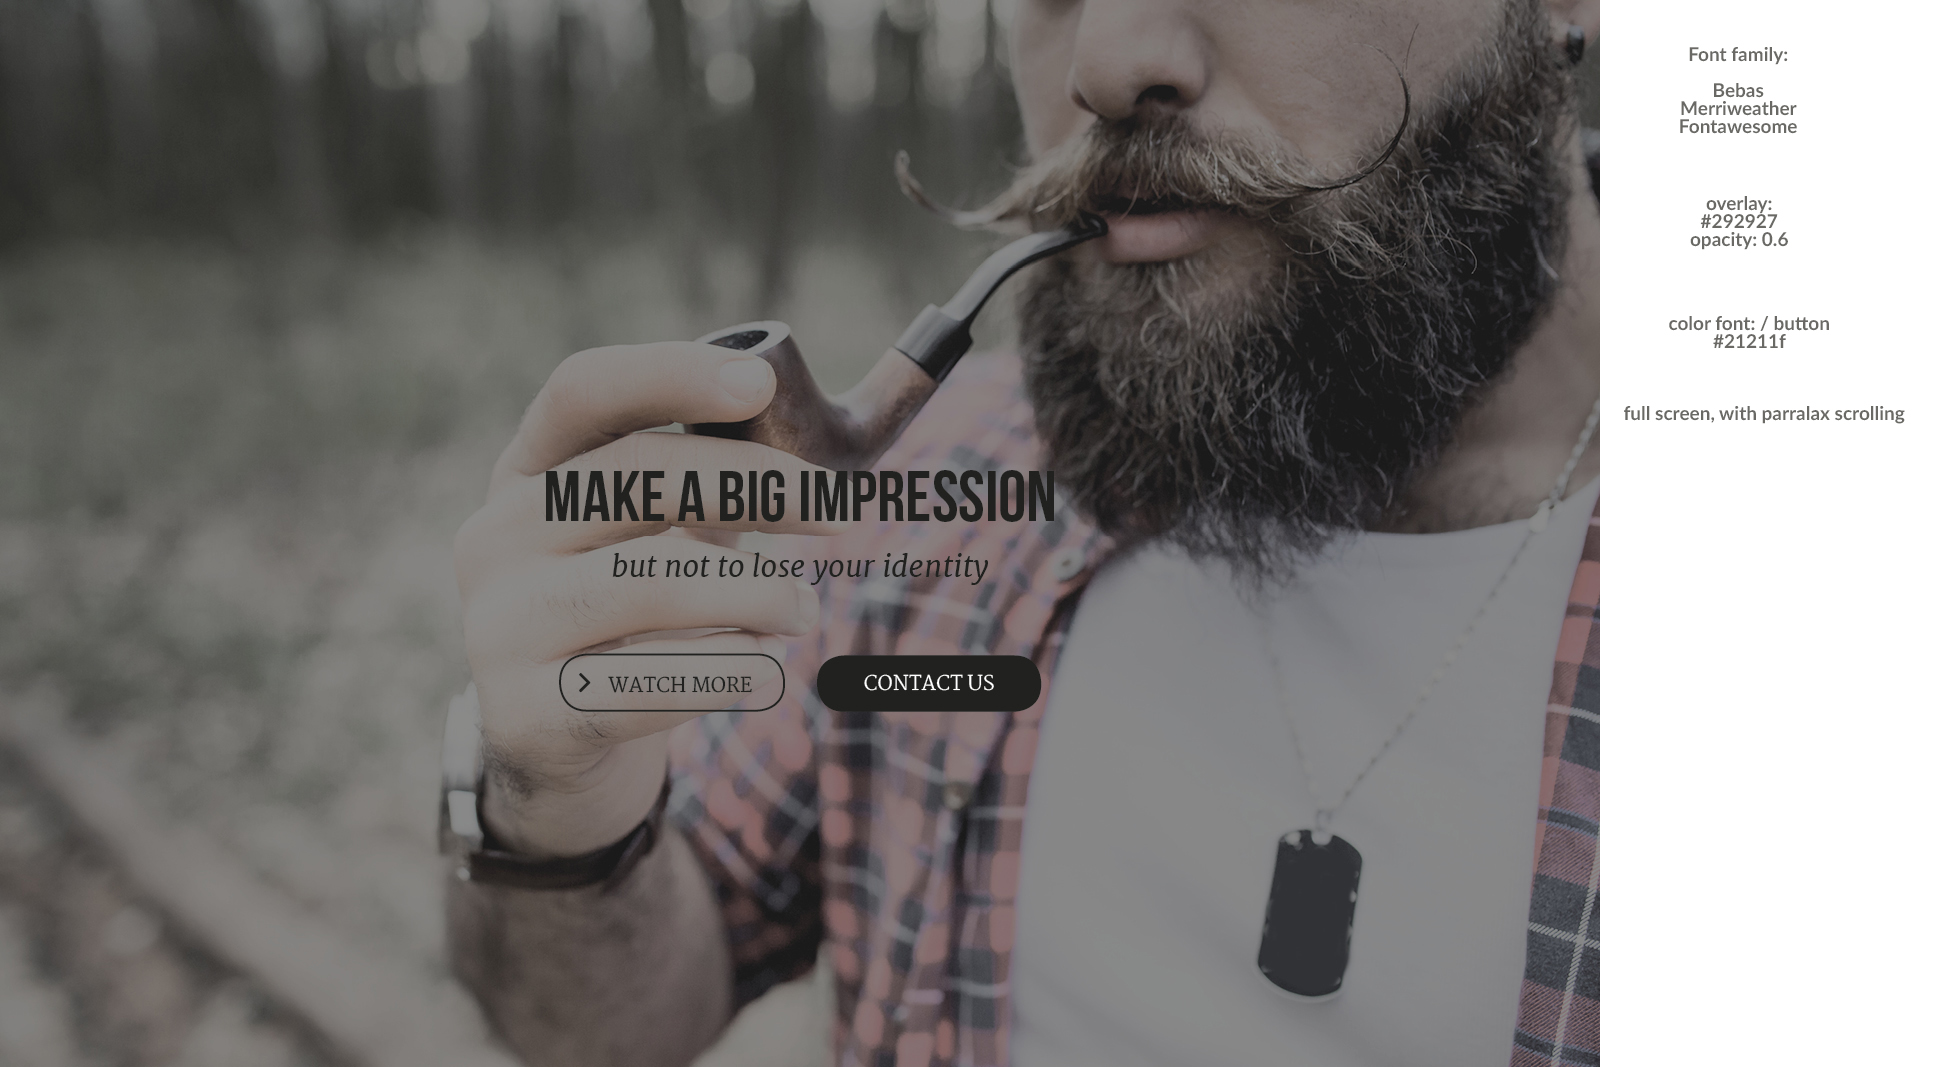 MAKE A BIG IMPRESSION
but not to lose your identity
WATCH MORE
CONTACT US
Font family:
Bebas
Merriweather
Fontawesome
overlay:
#292927
opacity: 0.6
color font: / button
#21211f
full screen, with parralax scrolling